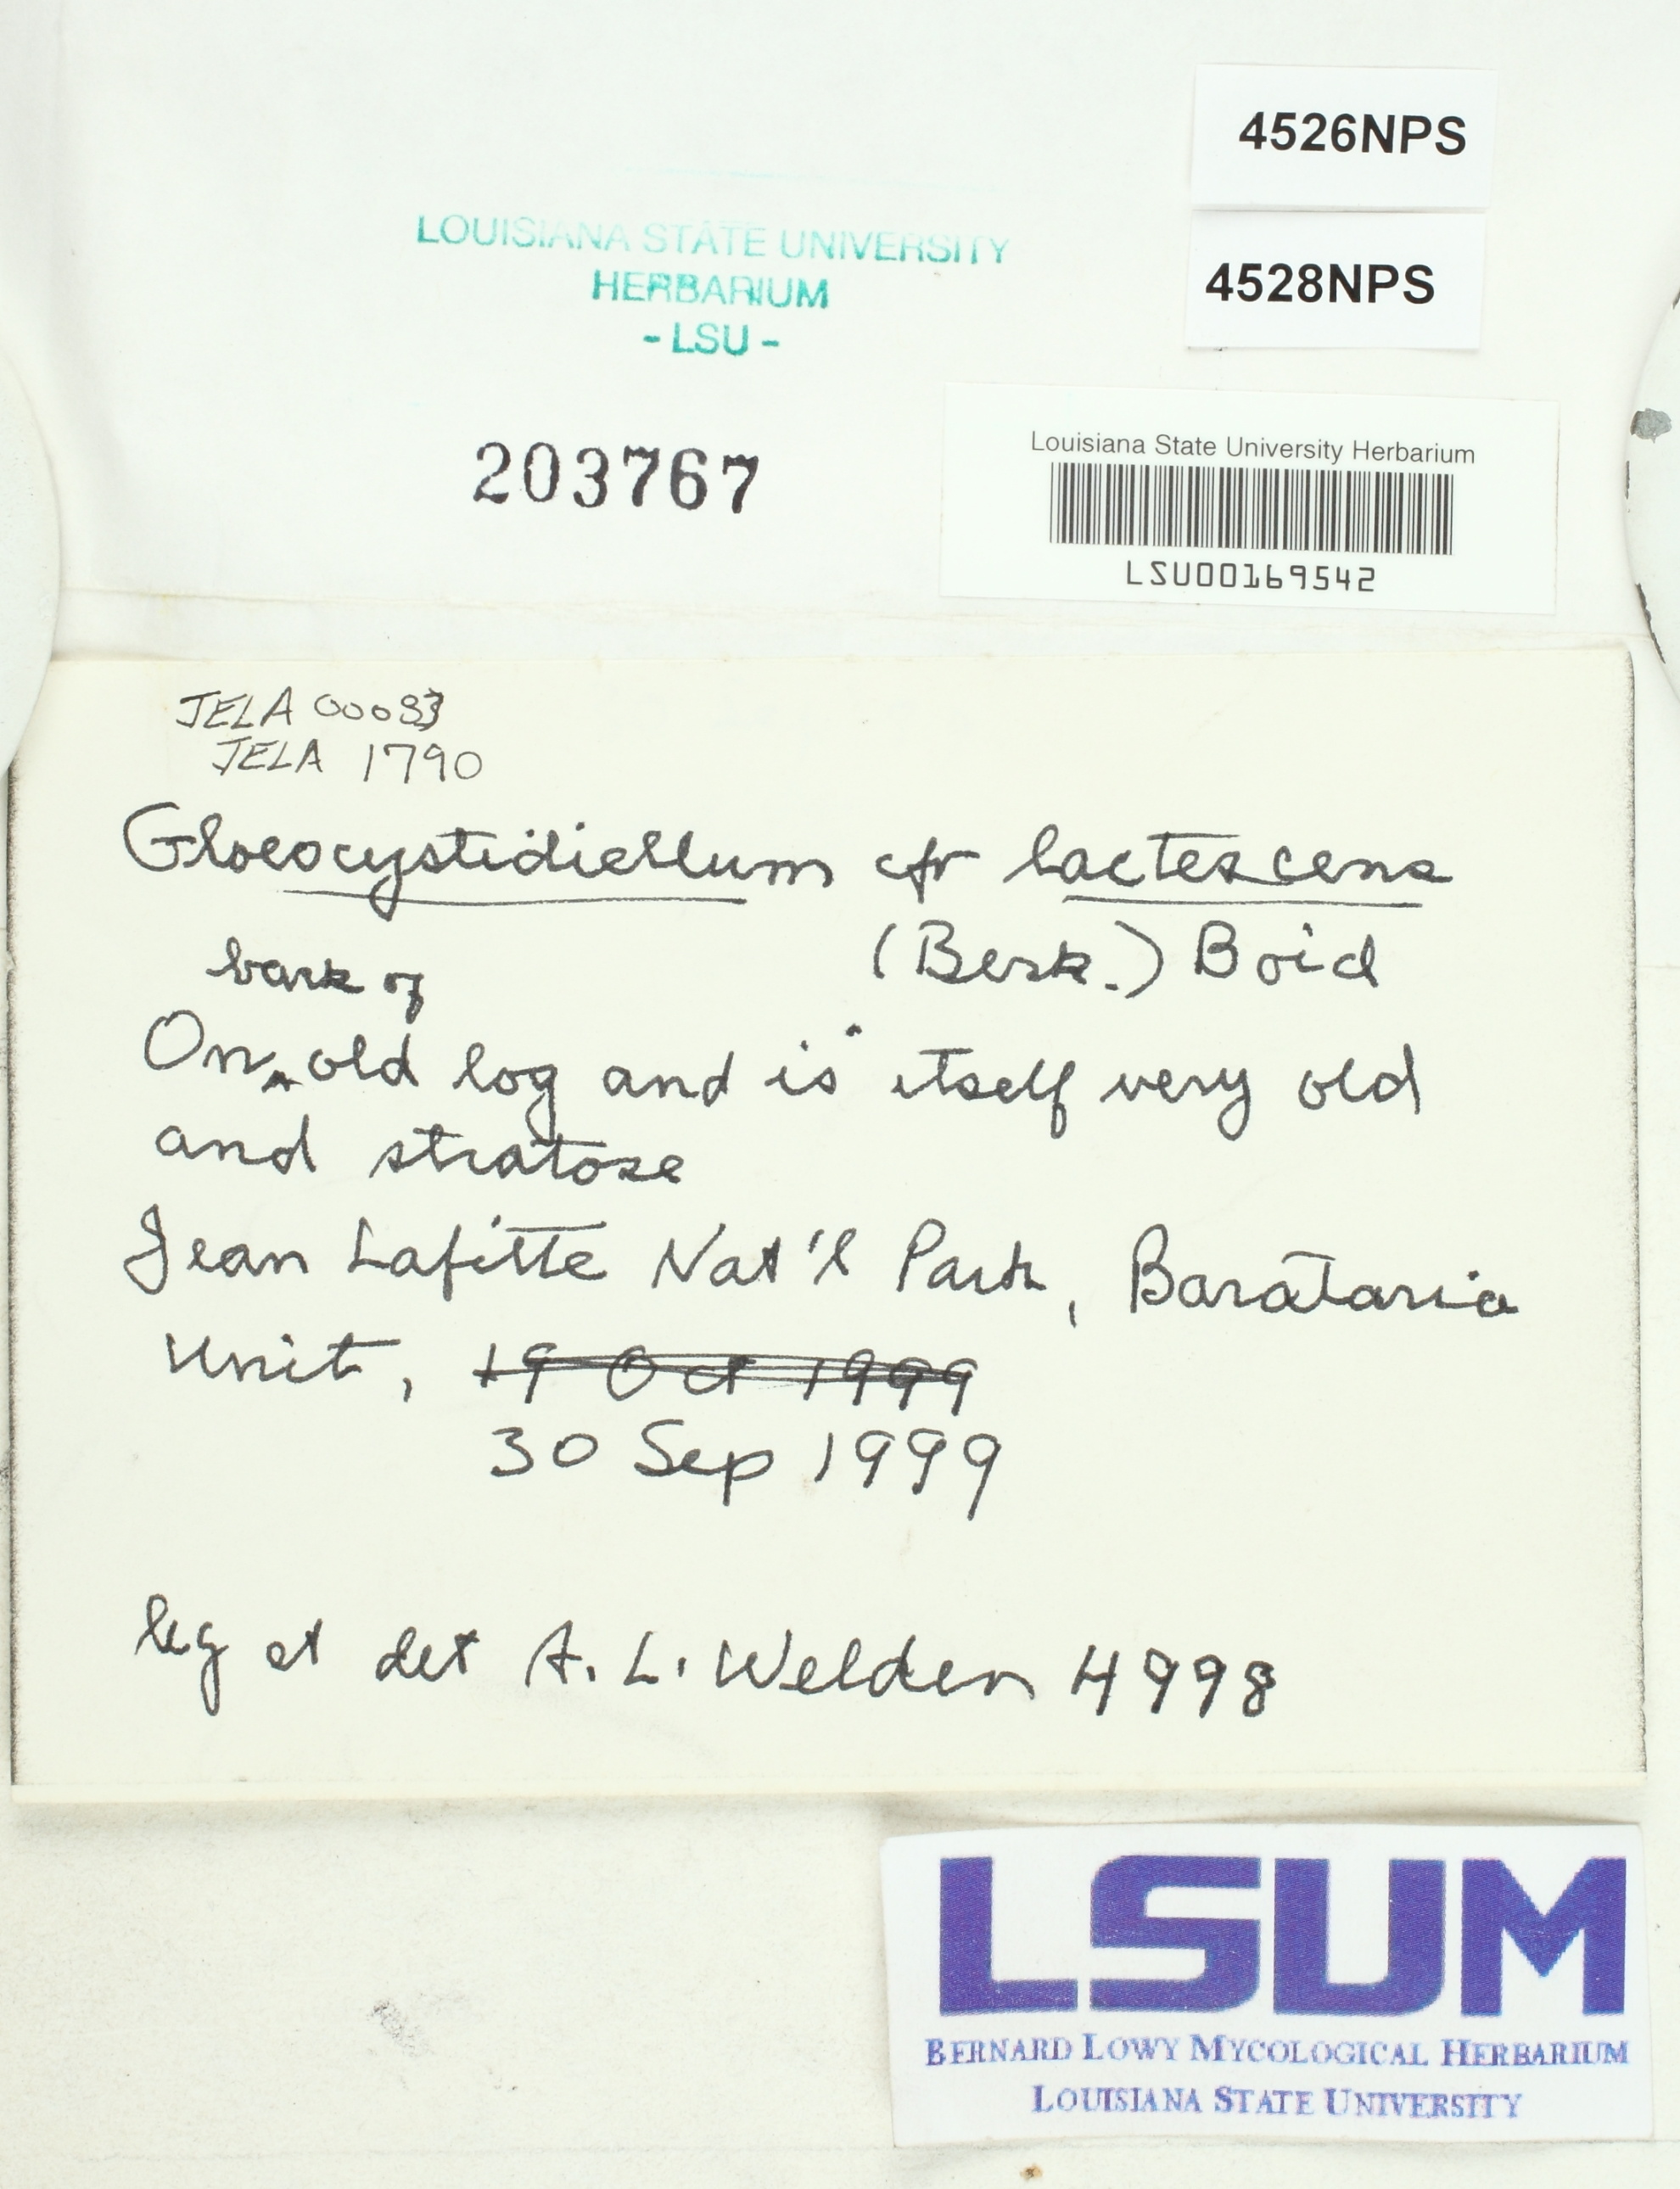 4526NPS
4528NPS
LOUISIANA STATE UNIVERSITY
HERBARIUM
- LSU -
203767
Louisiana State University Herbarium
LSU00169542
JELA 00083
JELA 1790
Gloeocystidiellum cfr lactescens
(Berk.) Boid
bark of
On ^ old log and is itself very old
and stratose
Jean Lafitte Nat'l Park, Barataria
Unit, 19 Oct 1999
30 Sep 1999
leg et det A. L. Welden 4998
LSUM
BERNARD LOWY MYCOLOGICAL HERBARIUM
LOUISIANA STATE UNIVERSITY